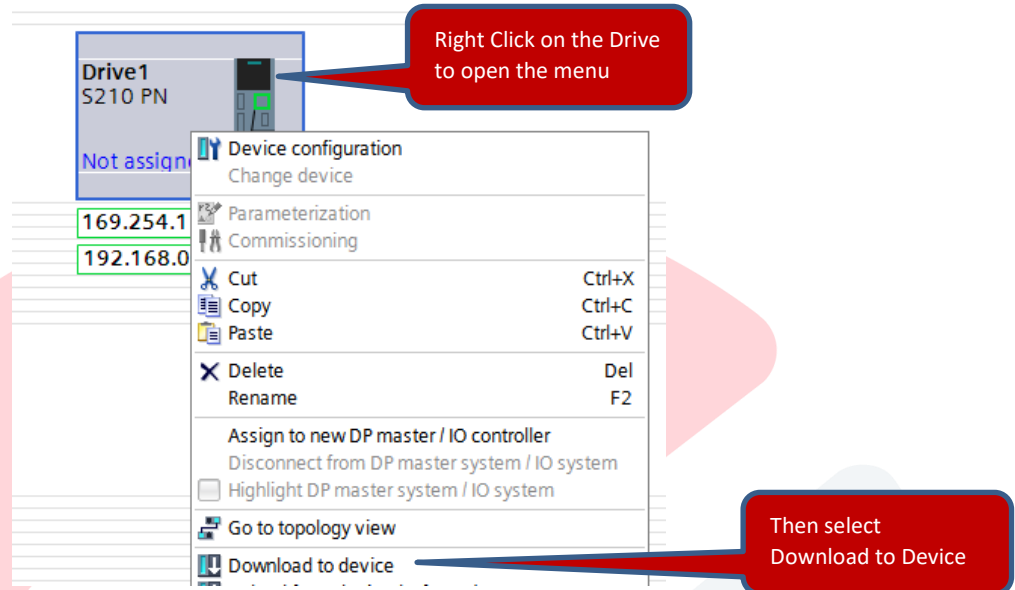 Right Click on the Drive
to open the menu
Drive1
S210 PN
Not assign
169.254.1
192.168.0
Device configuration
Change device
Parameterization
Commissioning
Cut Ctrl+X
Copy Ctrl+C
Paste Ctrl+V
Delete Del
Rename F2
Assign to new DP master / IO controller
Disconnect from DP master system / IO system
Highlight DP master system / IO system
Go to topology view
Download to device
Then select
Download to Device